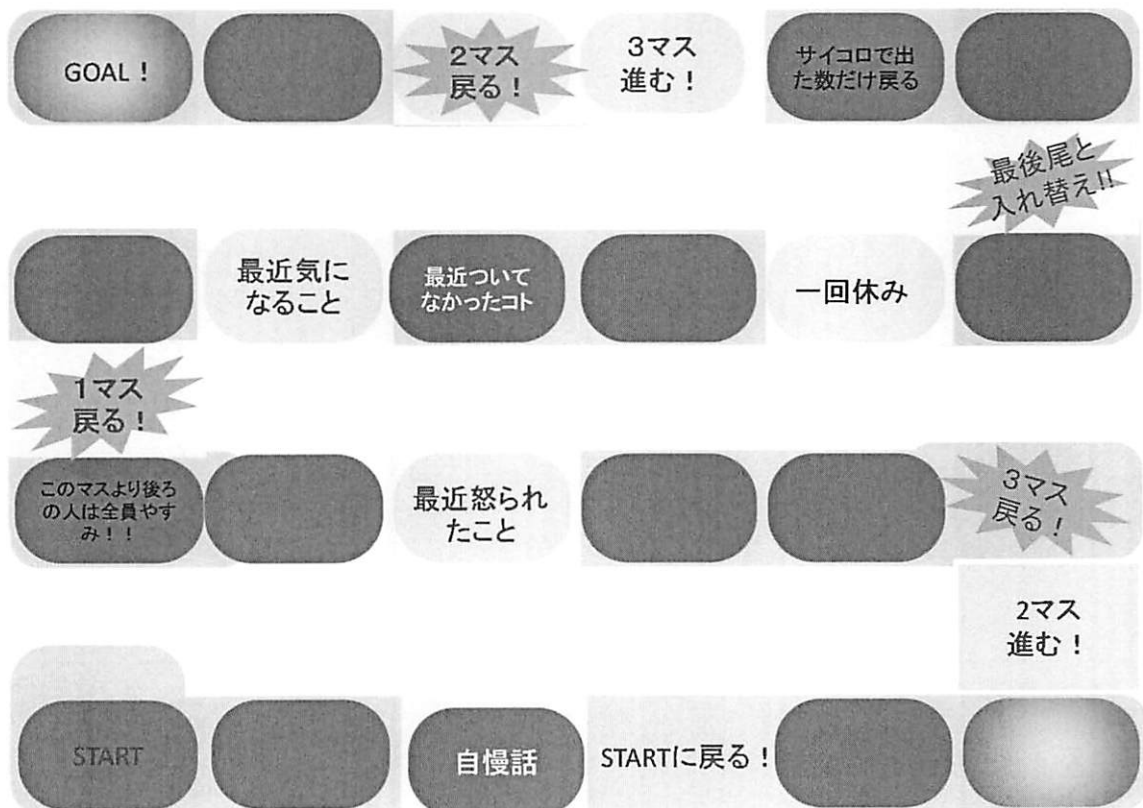 GOAL！
2マス
戻る！
3マス
進む！
サイコロで出
た数だけ戻る
最後尾と
入れ替え!!
最近気に
なること
最近ついて
なかったコト
一回休み
1マス
戻る！
このマスより後ろ
の人は全員やす
み！！
最近怒られ
たこと
3マス
戻る！
2マス
進む！
START
自慢話
STARTに戻る！